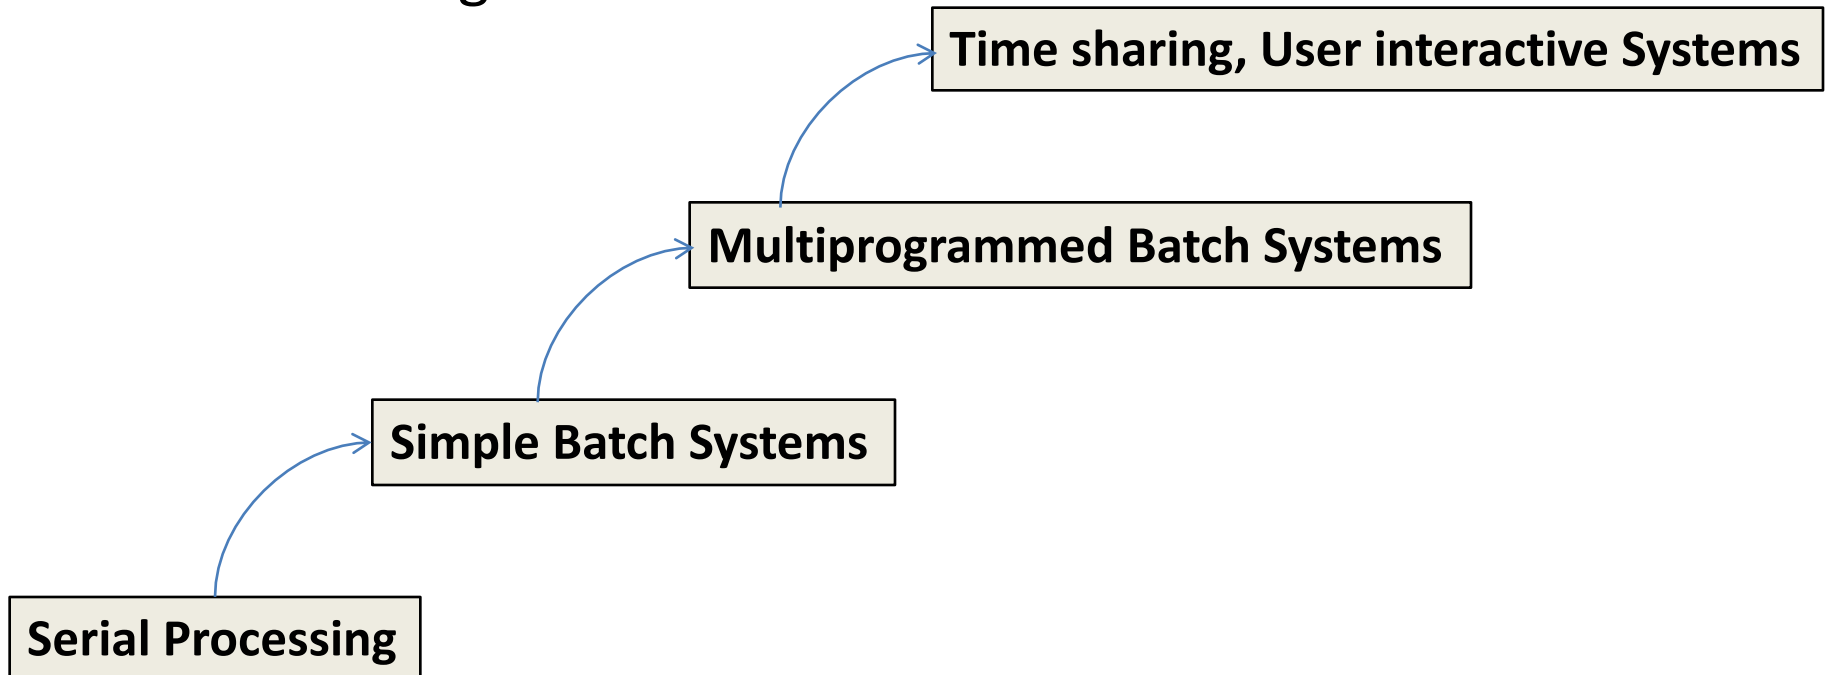 Time sharing, User interactive Systems
Multiprogrammed Batch Systems
Simple Batch Systems
Serial Processing